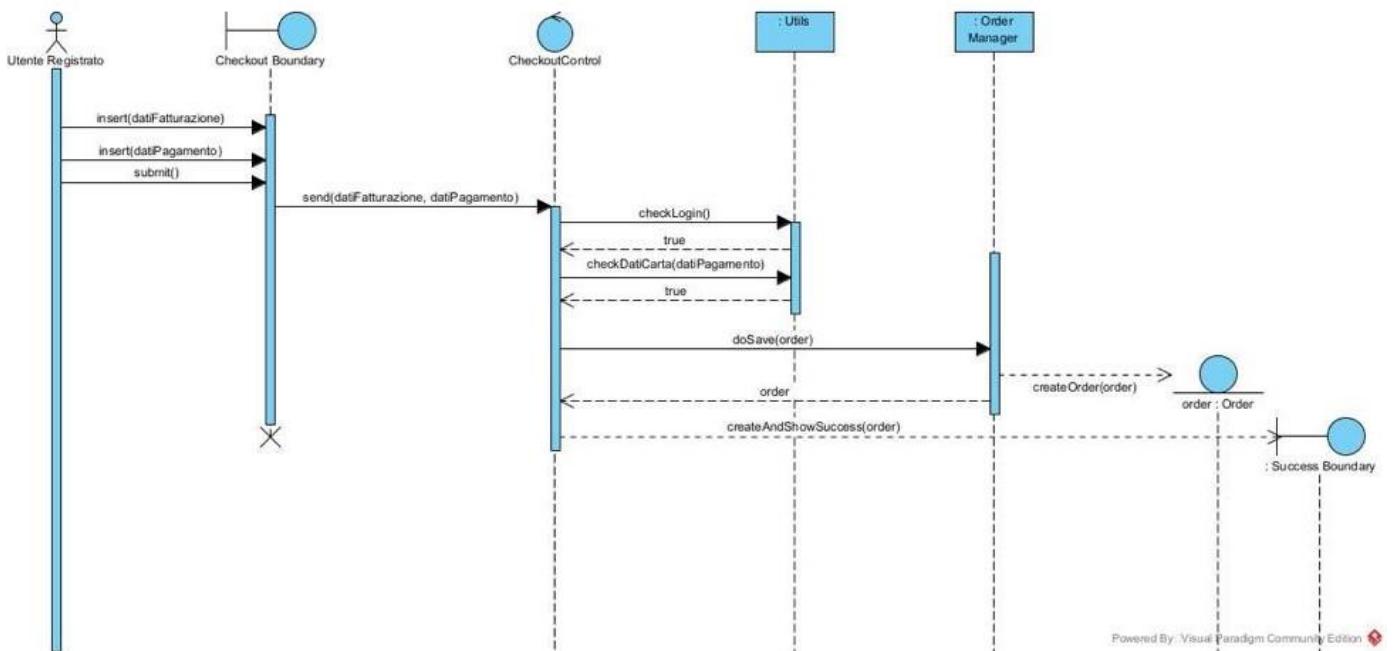 Utente Registrato
Checkout Boundary
CheckoutControl
: Utils
: Order
Manager
insert(datiFatturazione)
insert(datiPagamento)
submit()
send(datiFatturazione, datiPagamento)
checkLogin()
true
checkDatiCarta(datiPagamento)
true
doSave(order)
createOrder(order)
order : Order
order
createAndShowSuccess(order)
: Success Boundary
Powered By: Visual Paradigm Community Edition